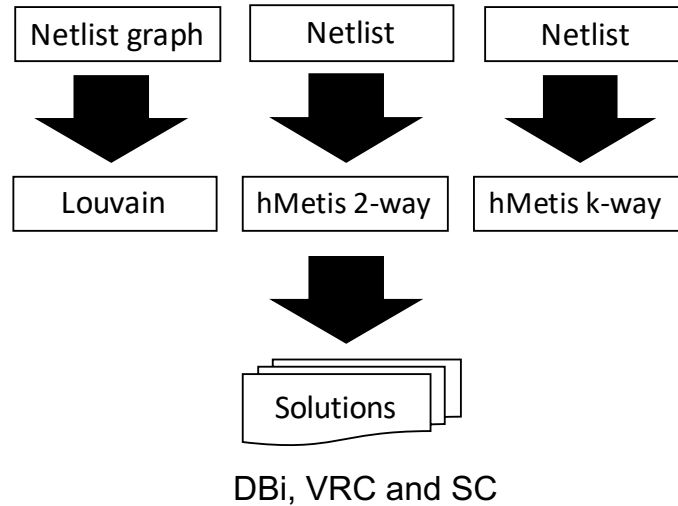 Netlist graph
Netlist
Netlist
Louvain
hMetis 2-way
hMetis k-way
Solutions
DBi, VRC and SC